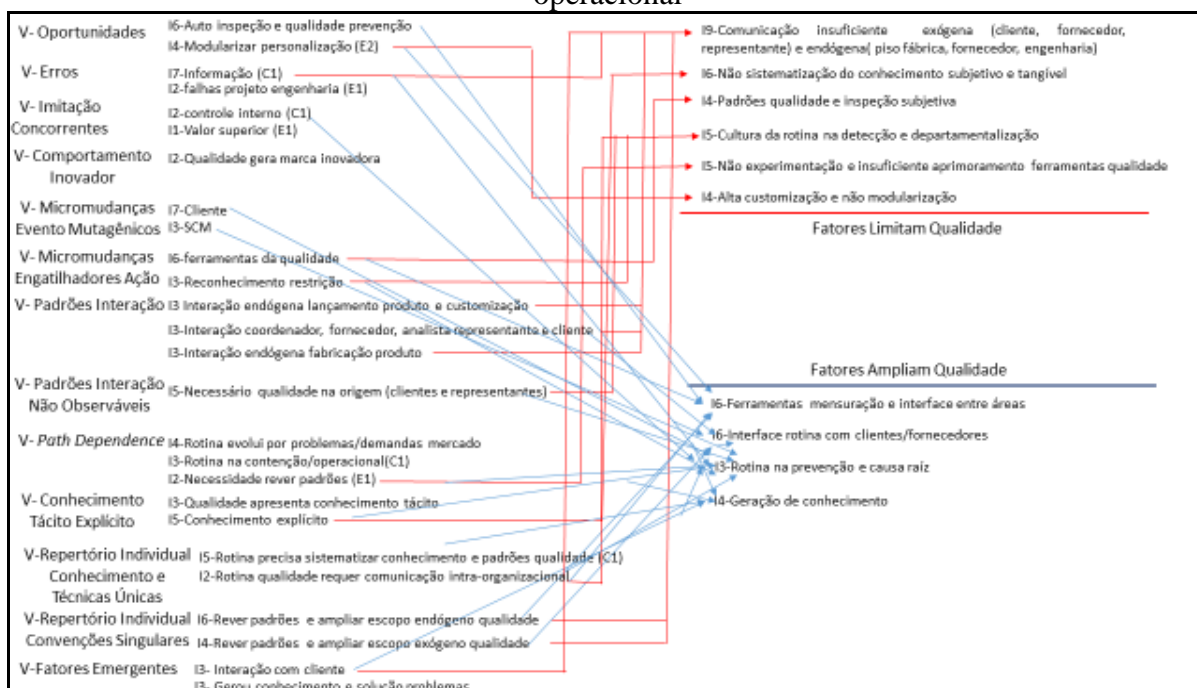 operacional
V- Oportunidades
I6-Auto inspeção e qualidade prevenção
I4-Modularizar personalização (E2)
V- Erros
I7-Informação (C1)
I2-falhas projeto engenharia (E1)
V- Imitação
Concorrentes
I2-controle interno (C1)
I1-Valor superior (E1)
V- Comportamento
Inovador
I2-Qualidade gera marca inovadora
V- Micromudanças
Evento Mutagênicos
I7-Cliente
I3-SCM
V- Micromudanças
Engatilhadores Ação
I6-ferramentas da qualidade
I3-Reconhecimento restrição
V- Padrões Interação
I3 Interação endógena lançamento produto e customização
I3-Interação coordenador, fornecedor, analista representante e cliente
I3-Interação endógena fabricação produto
V- Padrões Interação
Não Observáveis
I5-Necessário qualidade na origem (clientes e representantes)
V- Path Dependence
I4-Rotina evolui por problemas/demandas mercado
I3-Rotina na contenção/operacional(C1)
I2-Necessidade rever padrões (E1)
V- Conhecimento
Tácito Explícito
I3-Qualidade apresenta conhecimento tácito
I5-Conhecimento explícito
V-Repertório Individual
Conhecimento e
Técnicas Únicas
I5-Rotina precisa sistematizar conhecimento e padrões qualidade (C1)
I2-Rotina qualidade requer comunicação intra-organizacional
V-Repertório Individual
Convenções Singulares
I6-Rever padrões e ampliar escopo endógeno qualidade
I4-Rever padrões e ampliar escopo exógeno qualidade
V-Fatores Emergentes
I3- Interação com cliente
I3- Gerou conhecimento e solução problemas
I9-Comunicação insuficiente exógena (cliente, fornecedor,
representante) e endógena( piso fábrica, fornecedor, engenharia)
I6-Não sistematização do conhecimento subjetivo e tangível
I4-Padrões qualidade e inspeção subjetiva
I5-Cultura da rotina na detecção e departamentalização
I5-Não experimentação e insuficiente aprimoramento ferramentas qualidade
I4-Alta customização e não modularização
Fatores Limitam Qualidade
Fatores Ampliam Qualidade
I6-Ferramentas mensuração e interface entre áreas
I6-Interface rotina com clientes/fornecedores
I3-Rotina na prevenção e causa raíz
I4-Geração de conhecimento